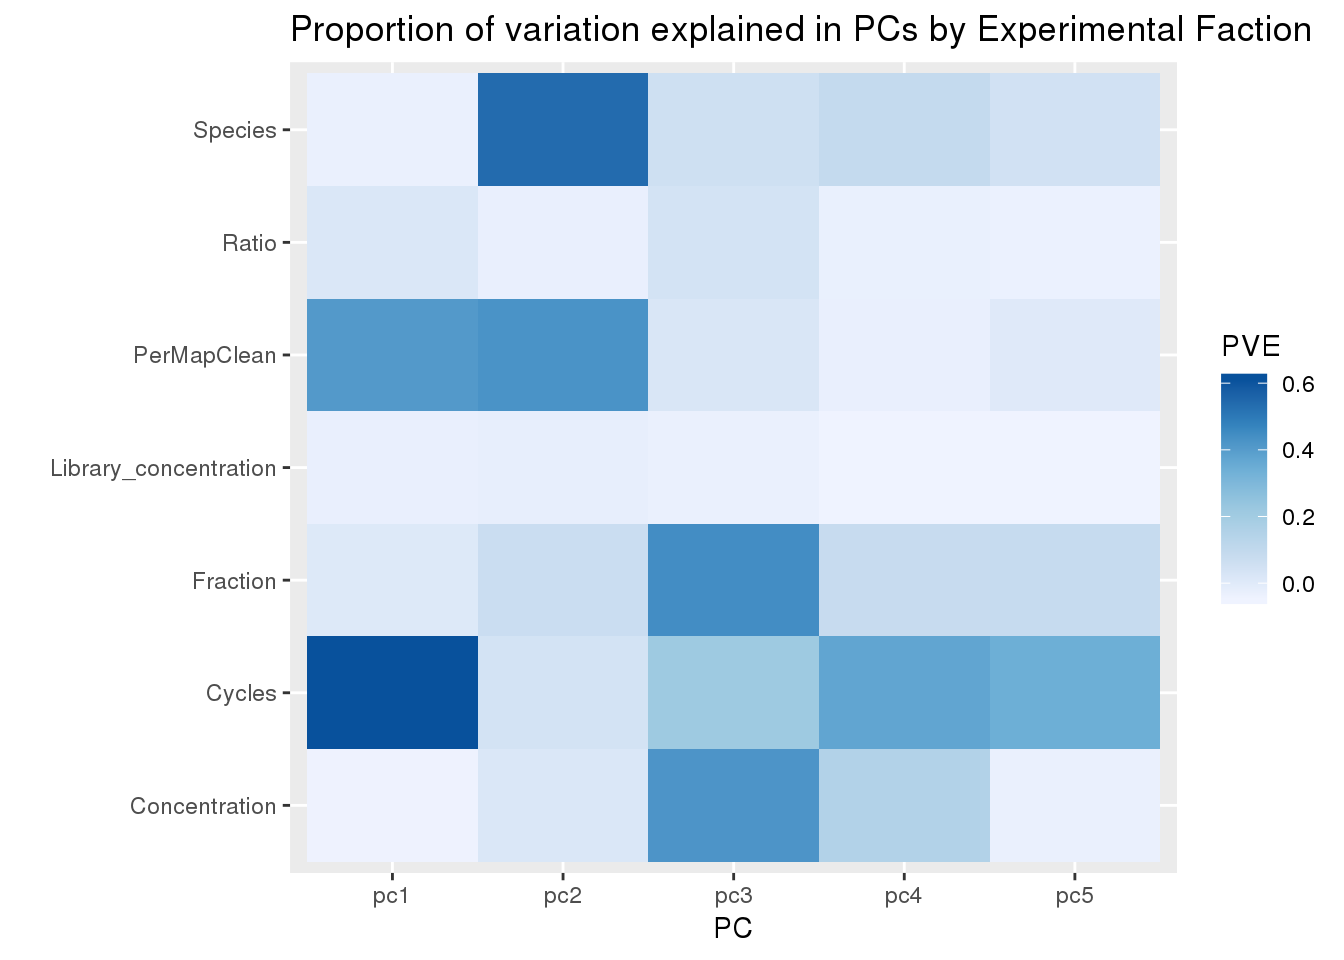 Proportion of variation explained in PCs by Experimental Faction
Species
Ratio
PerMapClean
Library_concentration
Fraction
Cycles
Concentration
pc1 pc2 pc3 pc4 pc5
PC
PVE
0.6
0.4
0.2
0.0